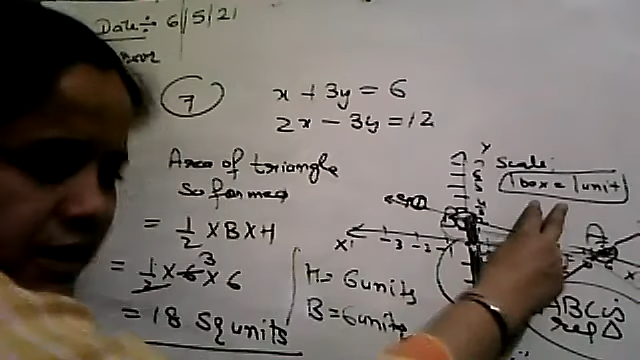 Date÷ 6/5/21
7
x + 3y = 6
2x - 3y = 12
Area of triangle
so formed
= 1/2 X B X H
= 1/2 X 6 3 X 6
= 18 Sq units
H = 6 units
B = 6 units
Scale:
1 box = 1 unit
Y
X' -3 -2 -1
B
A
X
ABC is
req Δ